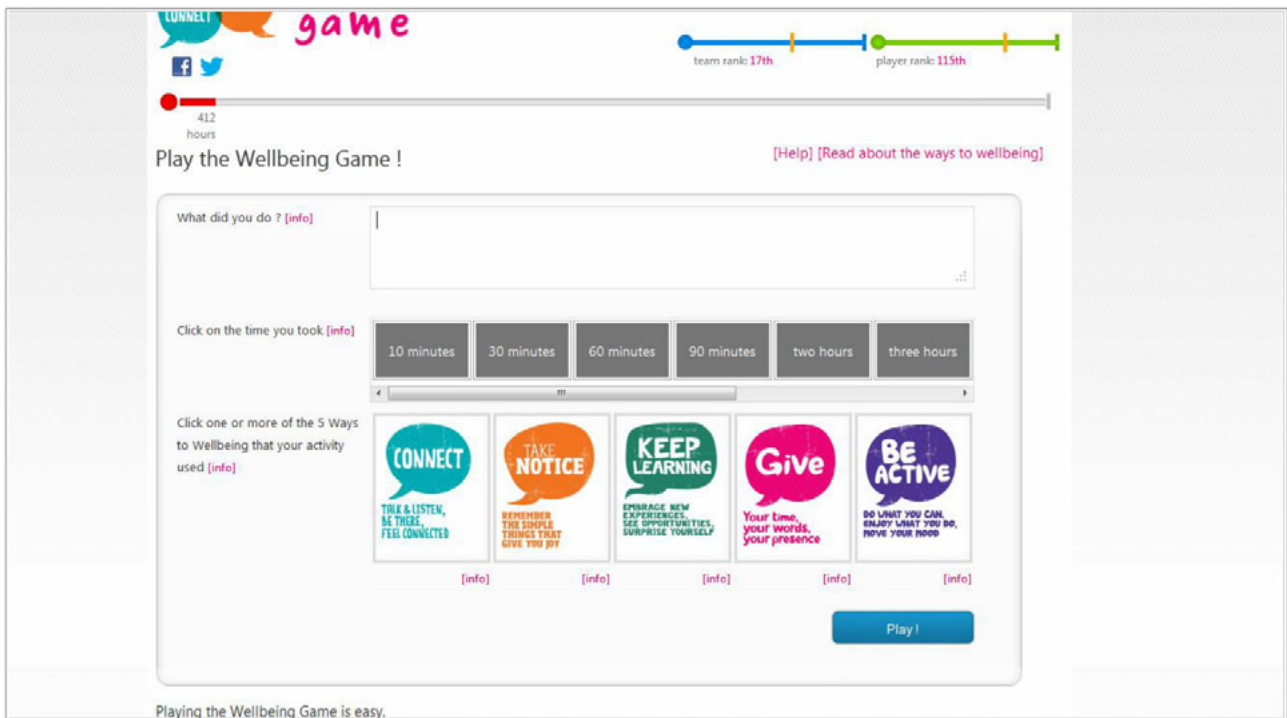 CONNECT
game
team rank: 17th
player rank: 115th
412
hours
Play the Wellbeing Game !
[Help] [Read about the ways to wellbeing]
What did you do ? [info]
Click on the time you took [info]
10 minutes
30 minutes
60 minutes
90 minutes
two hours
three hours
Click one or more of the 5 Ways
to Wellbeing that your activity
used [info]
CONNECT
TALK & LISTEN,
BE THERE,
FEEL CONNECTED
TAKE
NOTICE
REMEMBER
THE SIMPLE
THINGS THAT
GIVE YOU JOY
KEEP
LEARNING
EMBRACE NEW
EXPERIENCES,
SEE OPPORTUNITIES,
SURPRISE YOURSELF
Give
Your time,
your words,
your presence
BE
ACTIVE
DO WHAT YOU CAN,
ENJOY WHAT YOU DO,
MOVE YOUR MOOD
[info]
[info]
[info]
[info]
[info]
Play !
Playing the Wellbeing Game is easy.